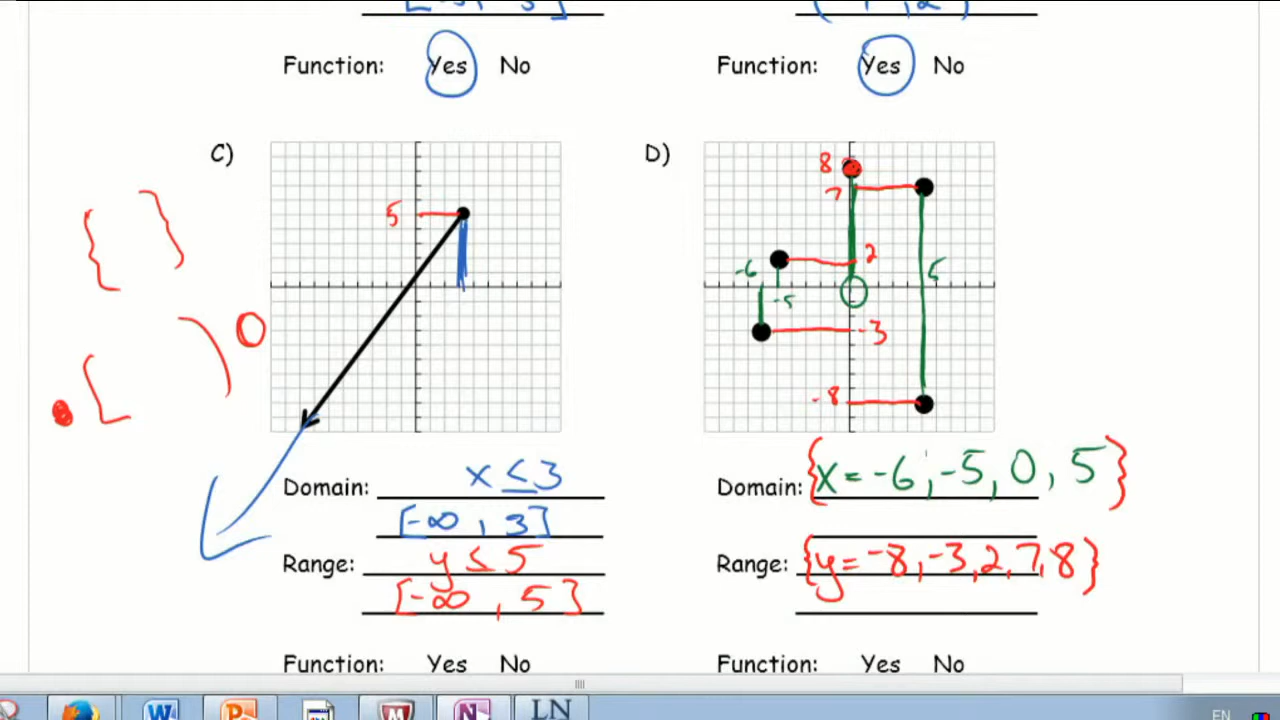 Function: Yes No
Function: Yes No
C)
5
D)
8
7
2
-6
-5
5
0
-3
-8
Domain: x ≤ 3
[-∞, 3]
Range: y ≤ 5
[-∞, 5]
Domain: {x = -6, -5, 0, 5}
Range: {y = -8, -3, 2, 7, 8}
Function: Yes No
Function: Yes No
LN
EN